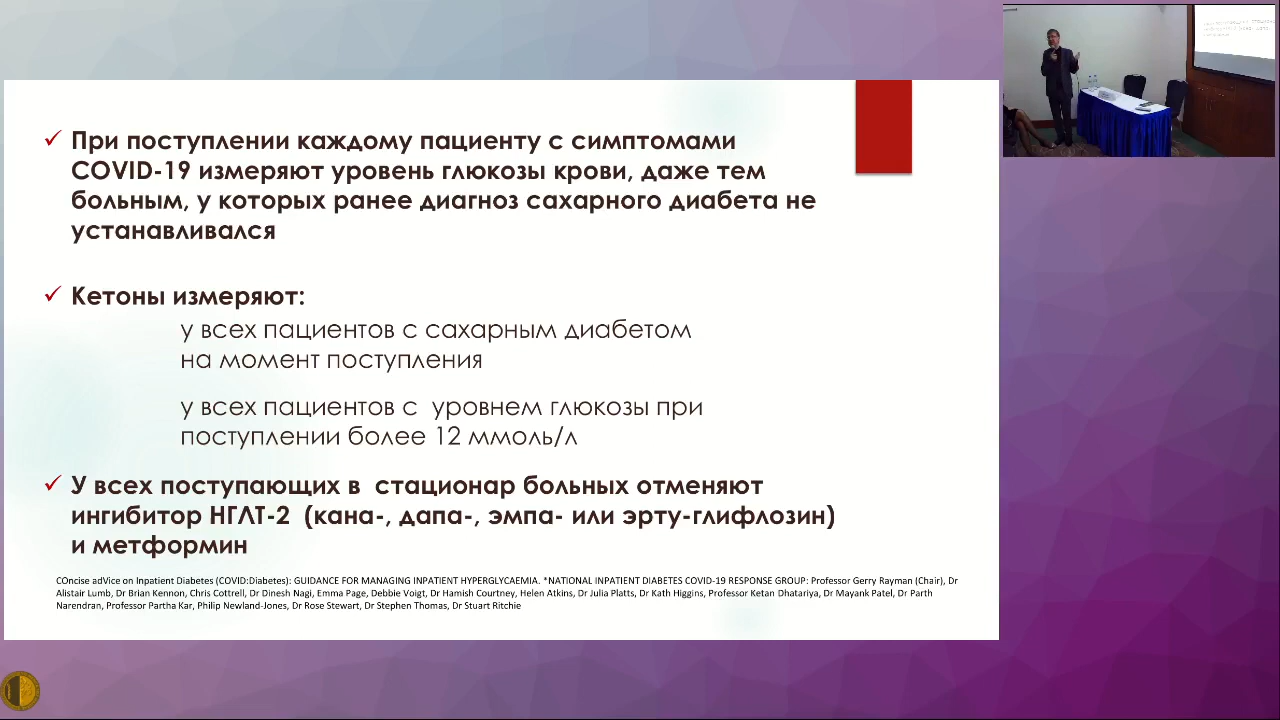 При поступлении каждому пациенту с симптомами
COVID-19 измеряют уровень глюкозы крови, даже тем
больным, у которых ранее диагноз сахарного диабета не
устанавливался
Кетоны измеряют:
у всех пациентов с сахарным диабетом
на момент поступления
у всех пациентов с уровнем глюкозы при
поступлении более 12 ммоль/л
У всех поступающих в стационар больных отменяют
ингибитор НГЛТ-2 (кана-, дапа-, эмпа- или эрту-глифлозин)
и метформин
COncise adVice on Inpatient Diabetes (COVID:Diabetes): GUIDANCE FOR MANAGING INPATIENT HYPERGLYCAEMIA. *NATIONAL INPATIENT DIABETES COVID-19 RESPONSE GROUP: Professor Gerry Rayman (Chair), Dr
Alistair Lumb, Dr Brian Kennon, Chris Cottrell, Dr Dinesh Nagi, Emma Page, Debbie Voigt, Dr Hamish Courtney, Helen Atkins, Dr Julia Platts, Dr Kath Higgins, Professor Ketan Dhatariya, Dr Mayank Patel, Dr Parth
Narendran, Professor Partha Kar, Philip Newland-Jones, Dr Rose Stewart, Dr Stephen Thomas, Dr Stuart Ritchie